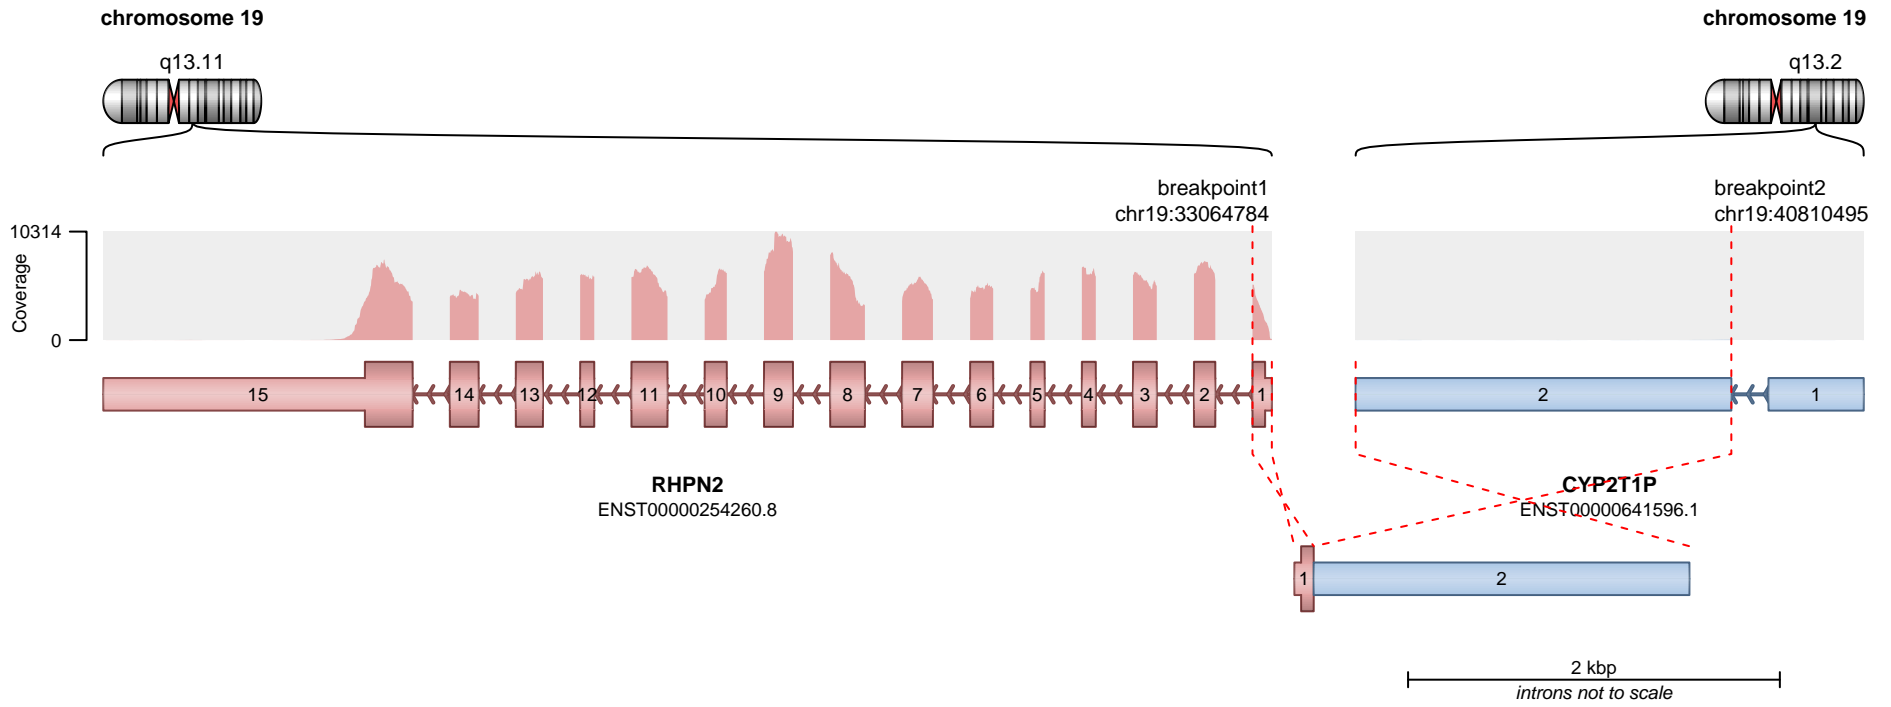 chromosome 19
chromosome 19
q13.11
q13.2
breakpoint1
chr19:33064784
breakpoint2
chr19:40810495
10314
Coverage
0
15 14 13 12 11 10 9 8 7 6 5 4 3 2 1
2 1
RHPN2
ENST00000254260.8
CYP2T1P
ENST00000641596.1
1 2
2 kbp
introns not to scale